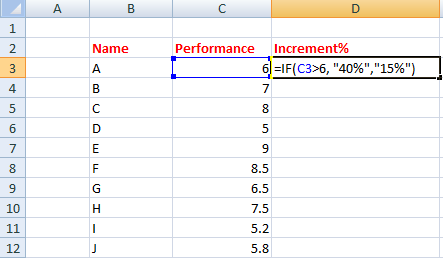 A B C D
1
2 Name Performance Increment%
3 A 6 =IF(C3>6, "40%","15%")
4 B 7
5 C 8
6 D 5
7 E 9
8 F 8.5
9 G 6.5
10 H 7.5
11 I 5.2
12 J 5.8